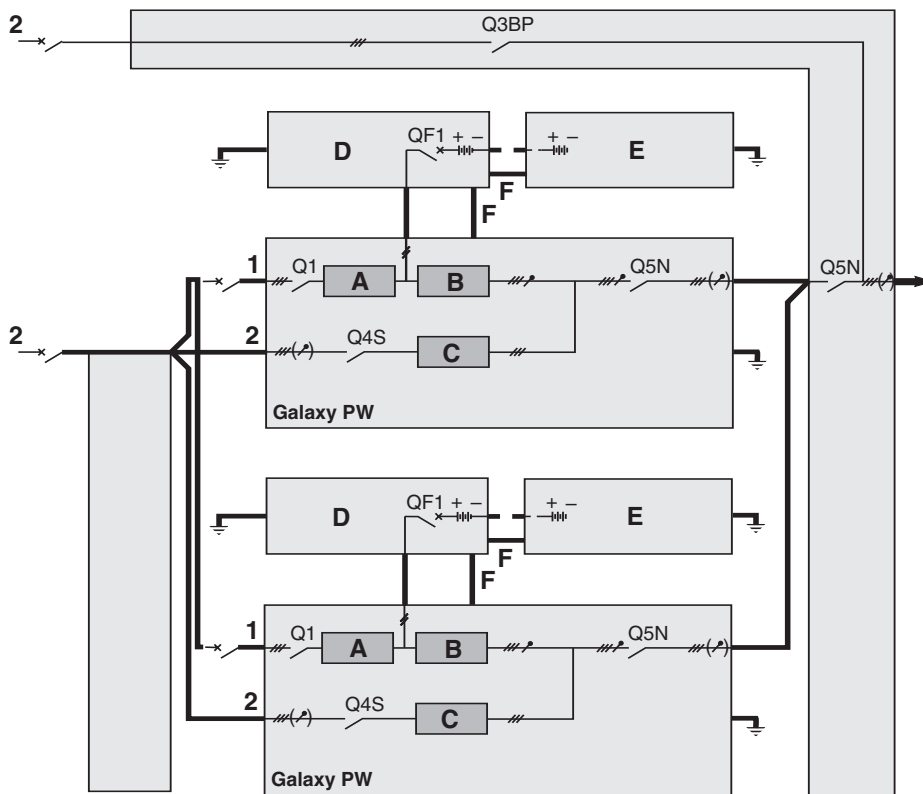 2
Q3BP
D
QF1
+ −
+ −
E
F
F
1
Q1
A
B
Q5N
Q5N
2
2
Q4S
C
Galaxy PW
D
QF1
+ −
+ −
E
F
F
1
Q1
A
B
Q5N
2
Q4S
C
Galaxy PW